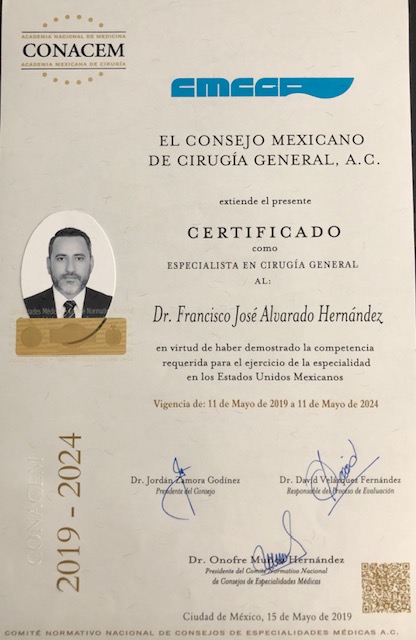 ACADEMIA NACIONAL DE MEDICINA
CONACEM
ACADEMIA MEXICANA DE CIRUGÍA
CMCG
EL CONSEJO MEXICANO
DE CIRUGÍA GENERAL, A.C.
extiende el presente
CERTIFICADO
como
ESPECIALISTA EN CIRUGÍA GENERAL
AL:
Dr. Francisco José Alvarado Hernández
en virtud de haber demostrado la competencia
requerida para el ejercicio de la especialidad
en los Estados Unidos Mexicanos
Vigencia de: 11 de Mayo de 2019 a 11 de Mayo de 2024
CONACEM
2019 - 2024
Dr. Jordán Zamora Godínez
Presidente del Consejo
Dr. David Velázquez Fernández
Responsable del Proceso de Evaluación
Dr. Onofre Muñoz Hernández
Presidente del Comité Normativo Nacional
de Consejos de Especialidades Médicas
Ciudad de México, 15 de Mayo de 2019
COMITÉ NORMATIVO NACIONAL DE CONSEJOS DE ESPECIALIDADES MÉDICAS A.C.